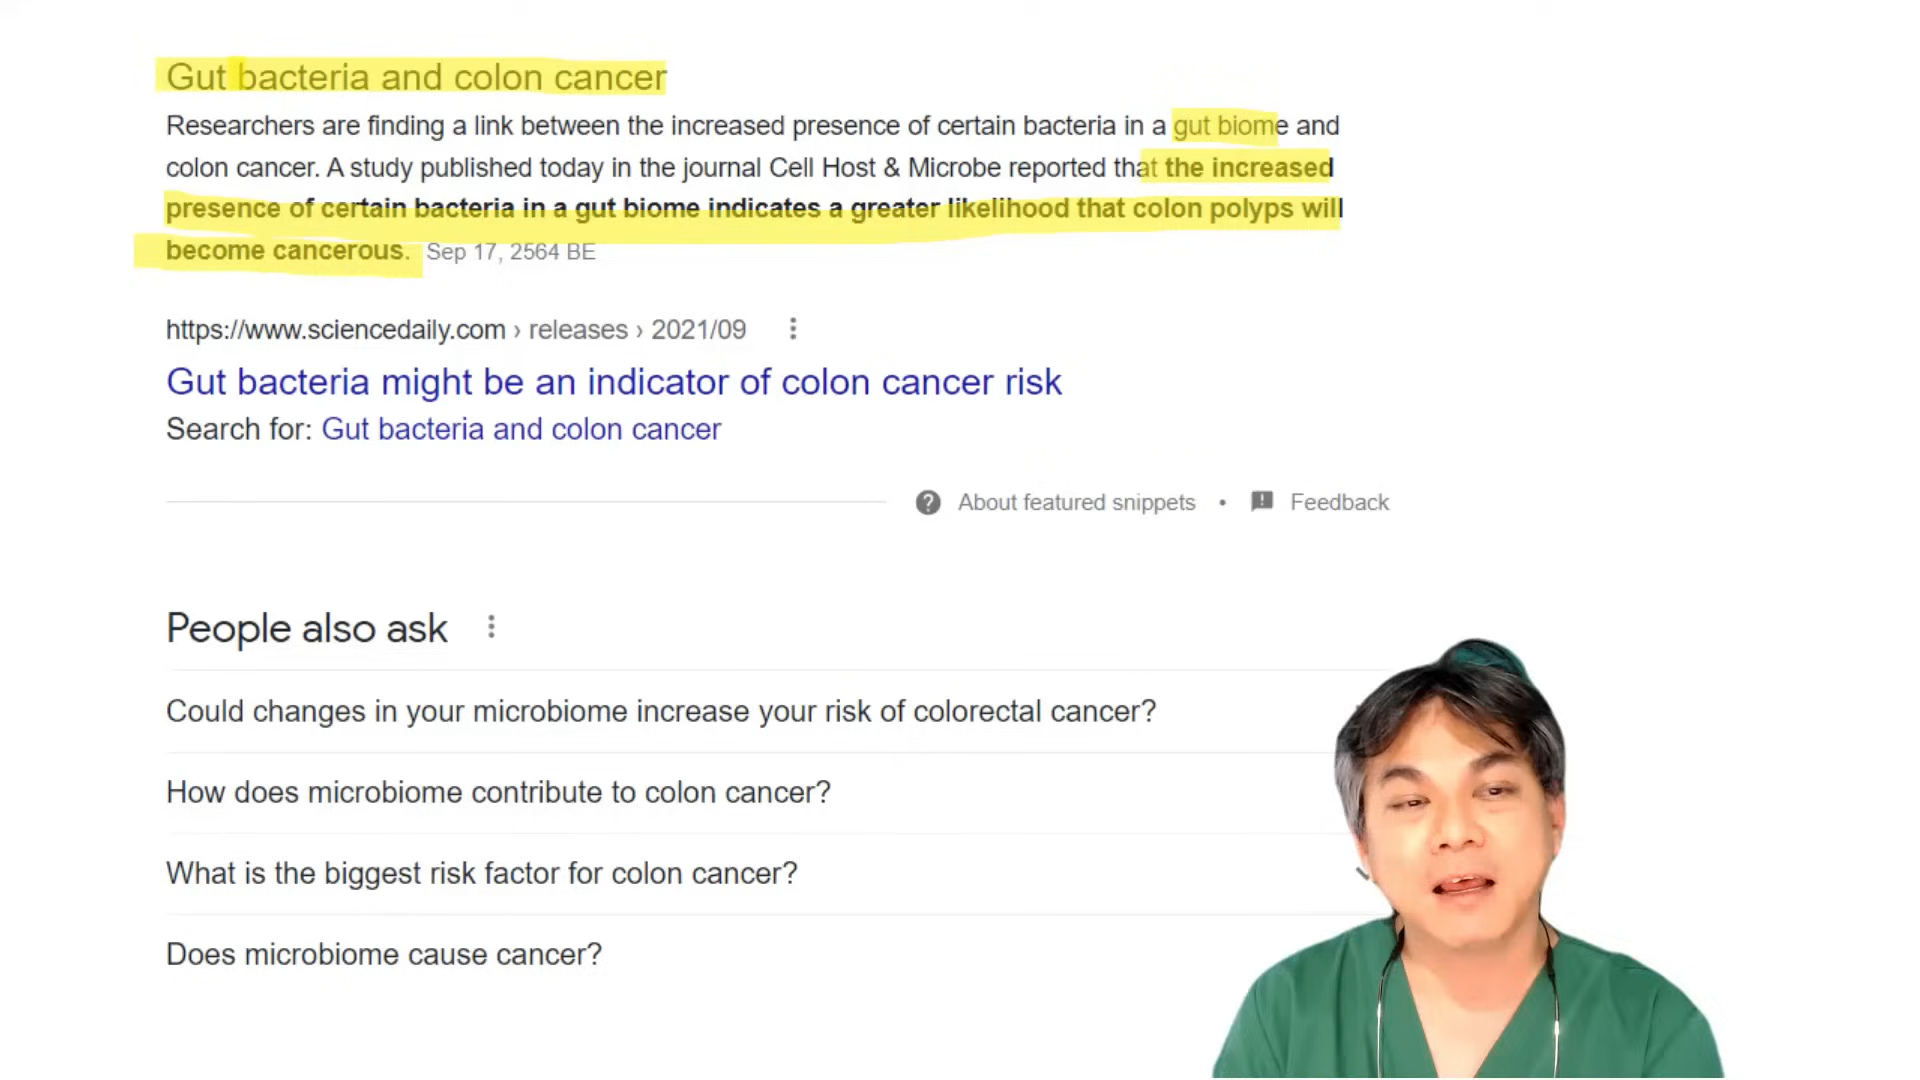 Gut bacteria and colon cancer
Researchers are finding a link between the increased presence of certain bacteria in a gut biome and
colon cancer. A study published today in the journal Cell Host & Microbe reported that the increased
presence of certain bacteria in a gut biome indicates a greater likelihood that colon polyps will
become cancerous. Sep 17, 2564 BE
https://www.sciencedaily.com › releases › 2021/09
Gut bacteria might be an indicator of colon cancer risk
Search for: Gut bacteria and colon cancer
About featured snippets • Feedback
People also ask
Could changes in your microbiome increase your risk of colorectal cancer?
How does microbiome contribute to colon cancer?
What is the biggest risk factor for colon cancer?
Does microbiome cause cancer?